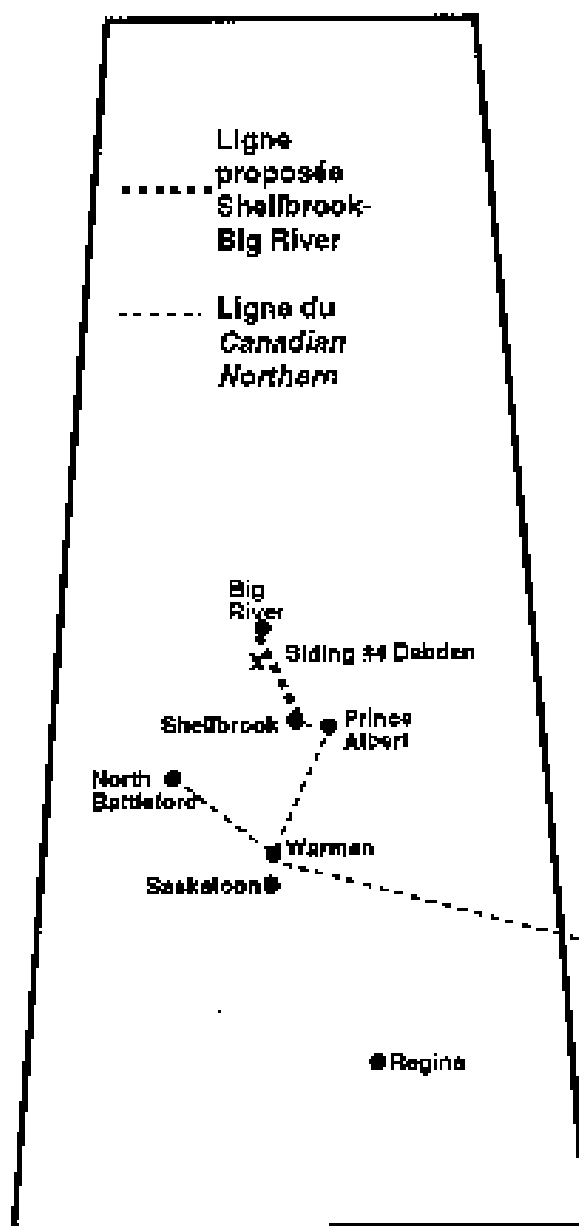 Ligne
proposée
Shellbrook-
Big River
Ligne du
Canadian
Northern
Big
River
Siding #4 Debden
Shellbrook
Prince
Albert
North
Battleford
Warman
Saskatoon
Regina